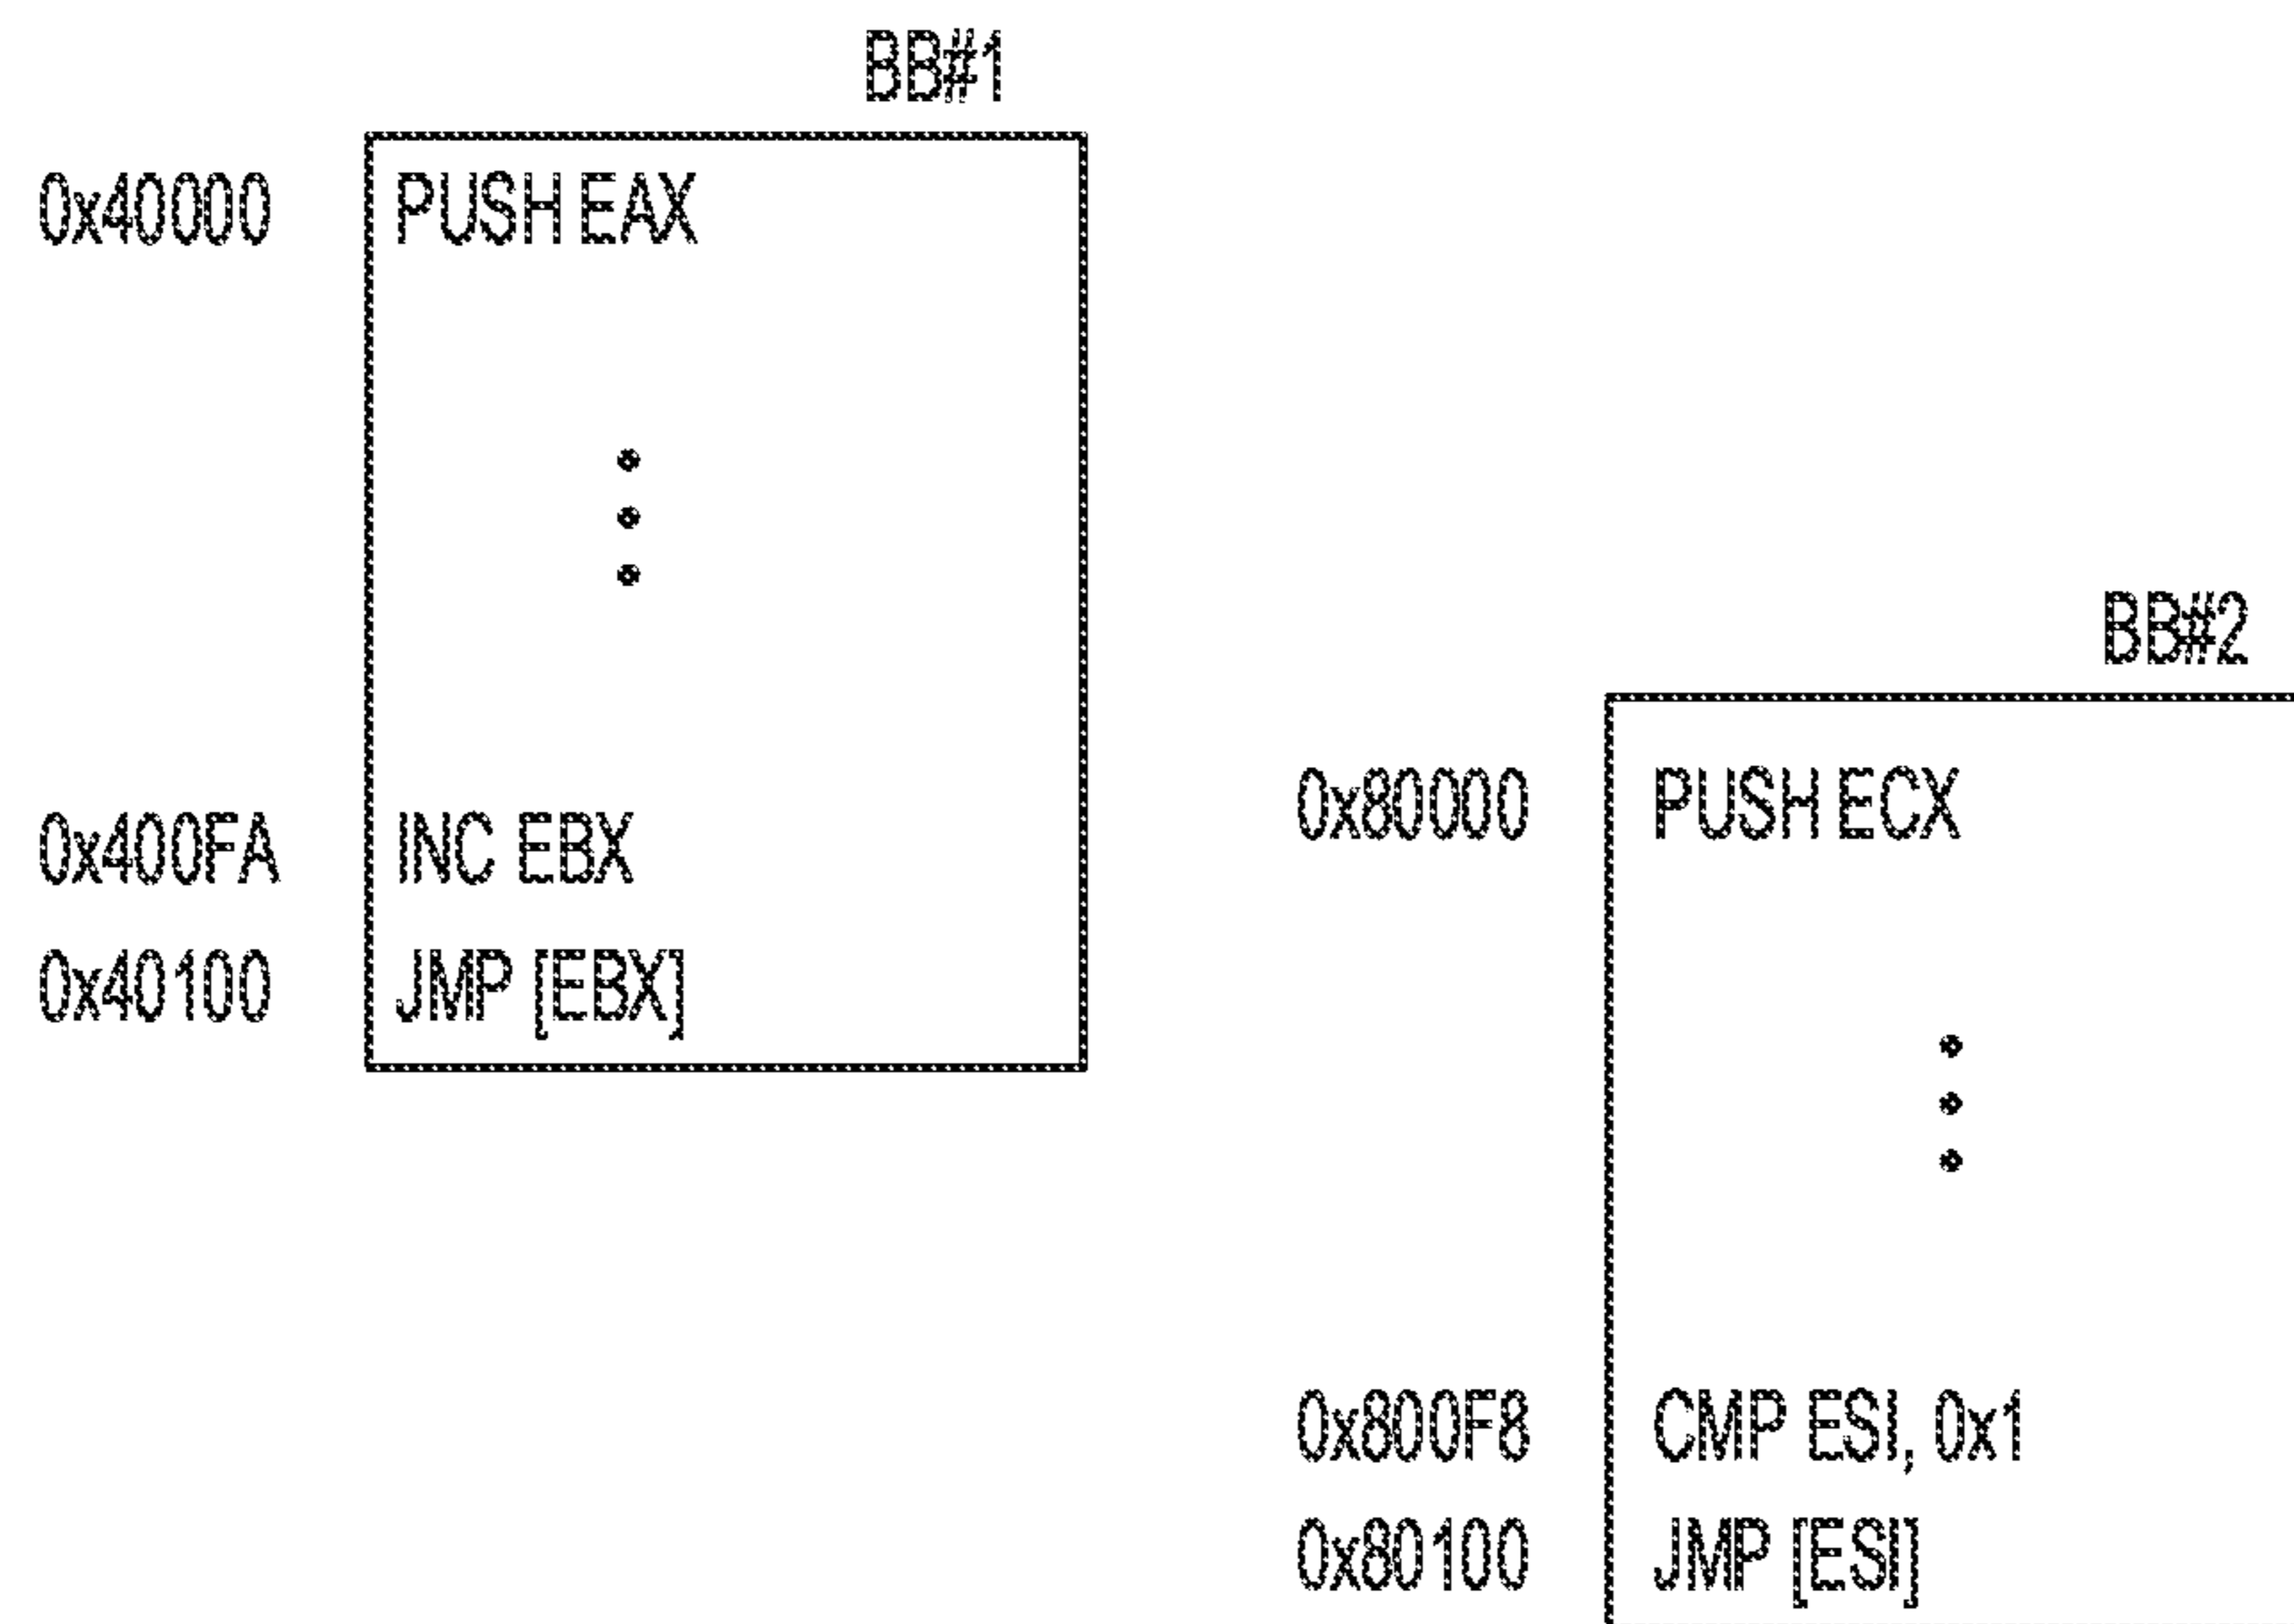 BB#1
0x40000 PUSH EAX
0x400FA INC EBX
0x40100 JMP [EBX]
BB#2
0x80000 PUSH ECX
0x800F8 CMP ESI, 0x1
0x80100 JMP [ESI]